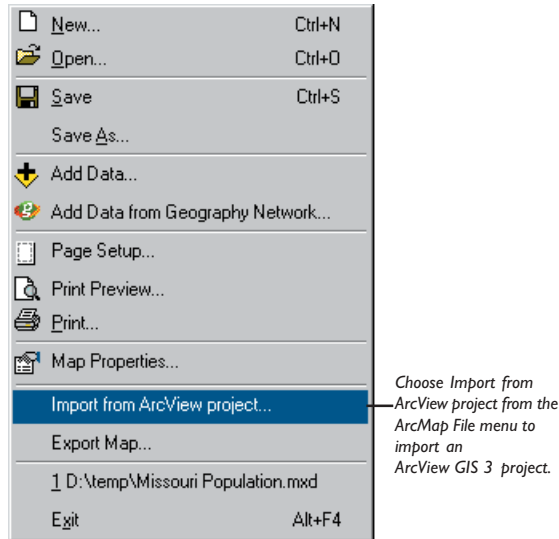 New... Ctrl+N
Open... Ctrl+O
Save Ctrl+S
Save As...
Add Data...
Add Data from Geography Network...
Page Setup...
Print Preview...
Print...
Map Properties...
Import from ArcView project...
Export Map...
1 D:\temp\Missouri Population.mxd
Exit Alt+F4
Choose Import from
ArcView project from the
ArcMap File menu to
import an
ArcView GIS 3 project.